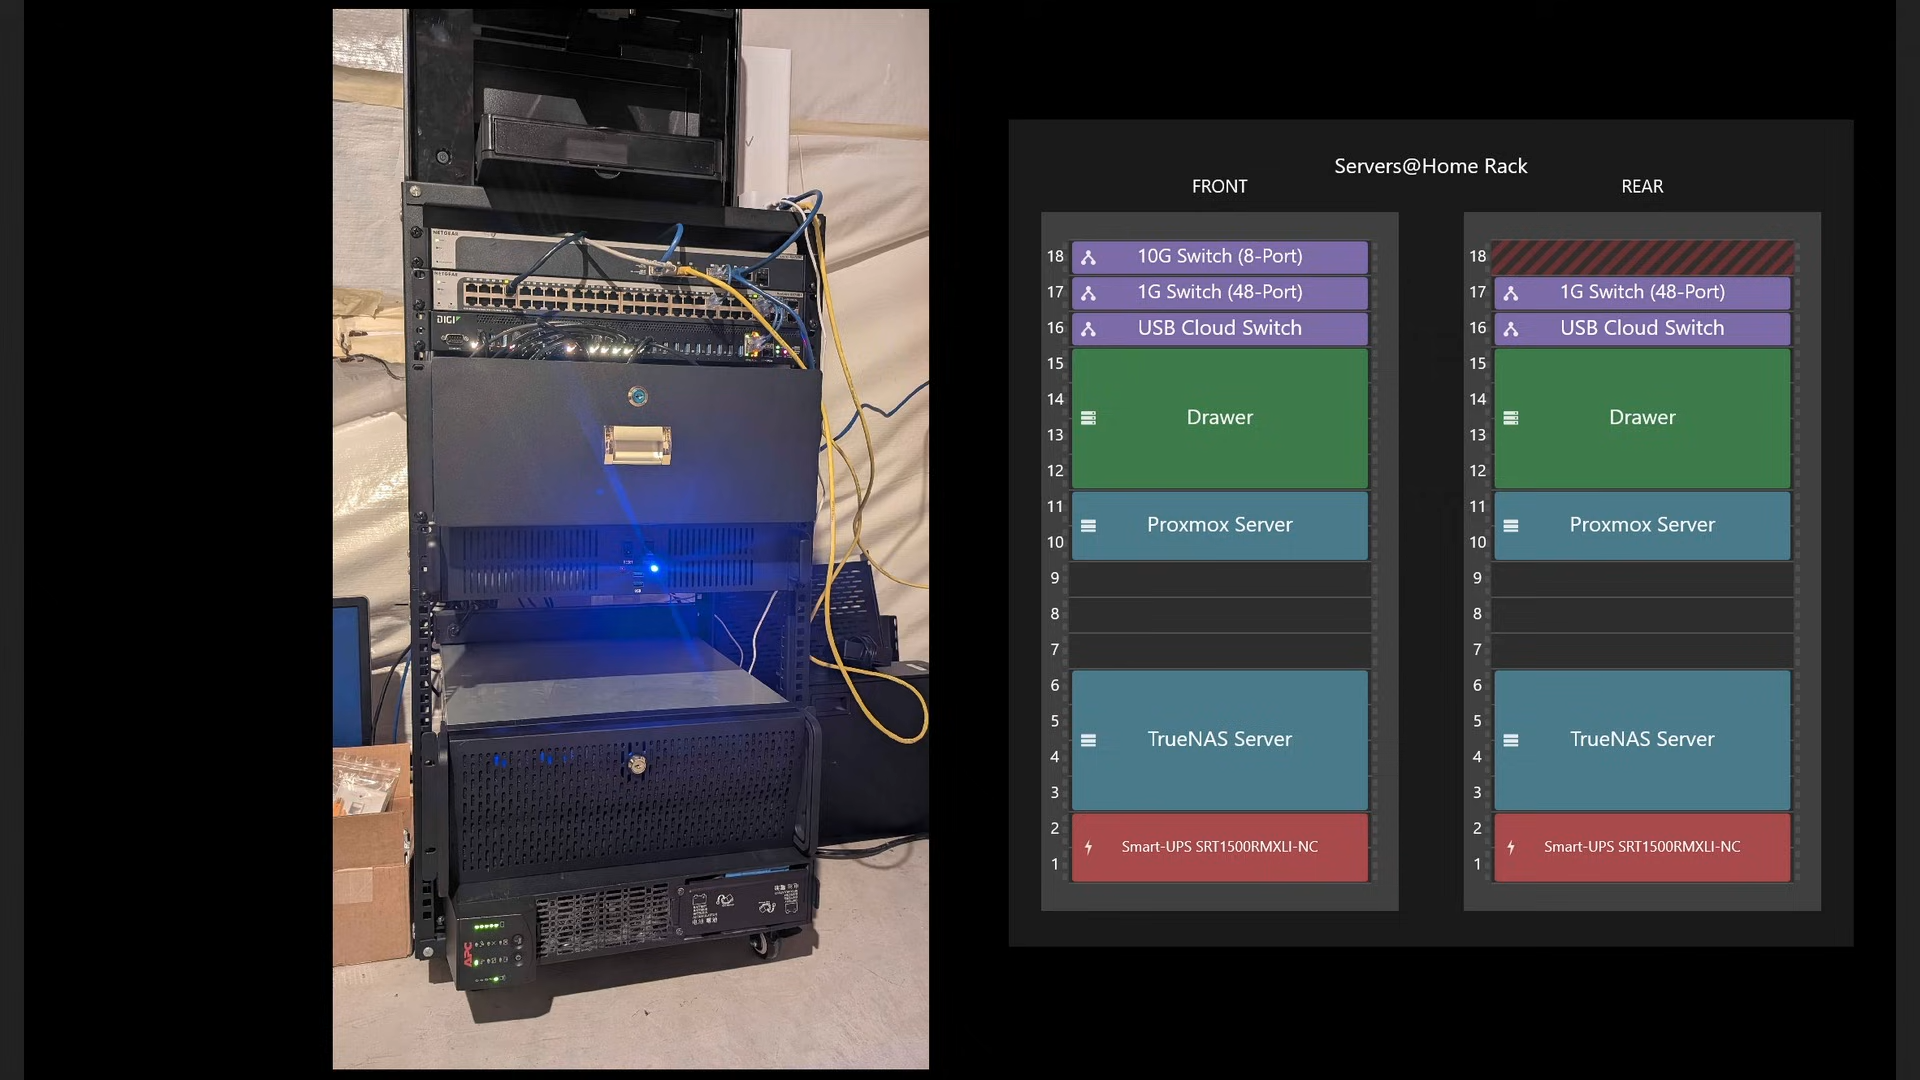 NETGEAR
NETGEAR
DIGI
APC
Servers@Home Rack
FRONT
18 10G Switch (8-Port)
17 1G Switch (48-Port)
16 USB Cloud Switch
15
14
Drawer
13
12
11
Proxmox Server
10
9
8
7
6
5
TrueNAS Server
4
3
2
Smart-UPS SRT1500RMXLI-NC
1
REAR
18
17 1G Switch (48-Port)
16 USB Cloud Switch
15
14
Drawer
13
12
11
Proxmox Server
10
9
8
7
6
5
TrueNAS Server
4
3
2
Smart-UPS SRT1500RMXLI-NC
1